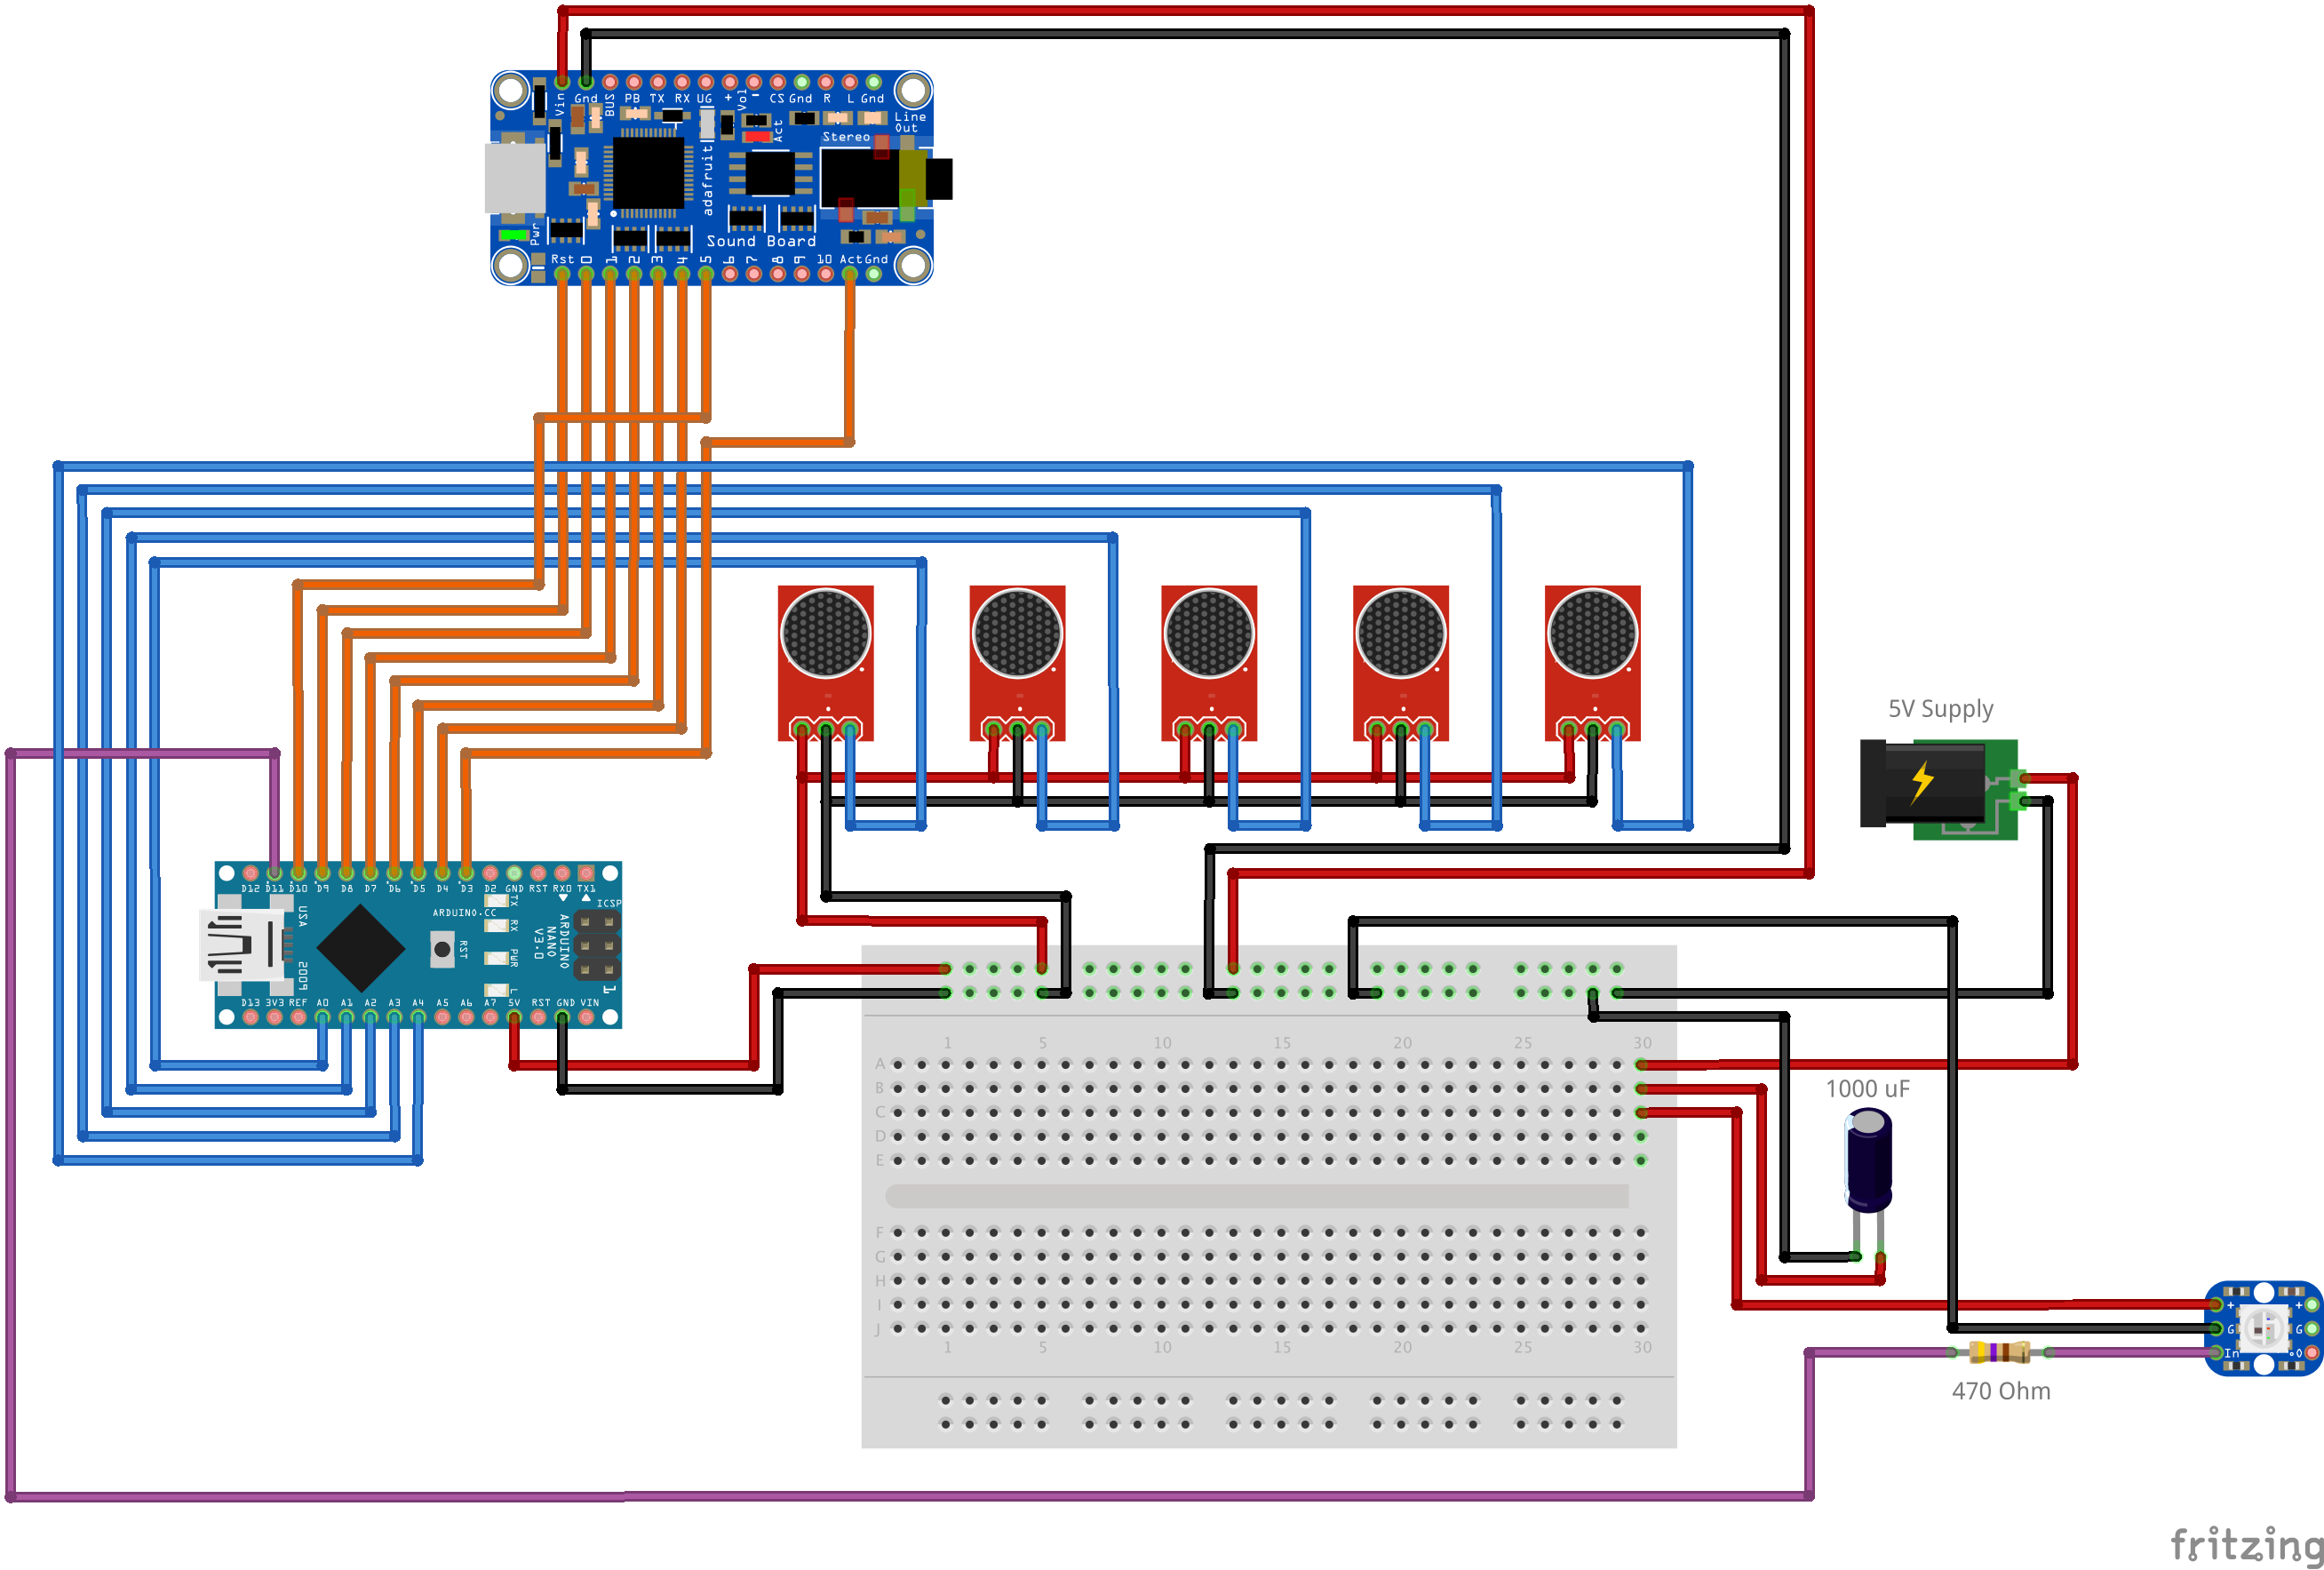 Vin Gnd BUS PB TX RX UG + Vol - CS Gnd R L Gnd
Act
Line
Out
Stereo
adafruit
Pwr
Sound Board
Rst 0 1 2 3 4 5 6 7 8 9 10 Act Gnd
5V Supply
D12 D11 D10 D9 D8 D7 D6 D5 D4 D3 D2 GND RST RX0 TX1
ARDUINO.CC
TX
RX
PWR
L
RST
USA
2009
ICSP
1
ARDUINO
NANO
V3.0
D13 3V3 REF A0 A1 A2 A3 A4 A5 A6 A7 5V RST GND VIN
1 5 10 15 20 25 30
A
B
C
D
E
F
G
H
I
J
1 5 10 15 20 25 30
1000 uF
+ +
G G
In O
470 Ohm
fritzing